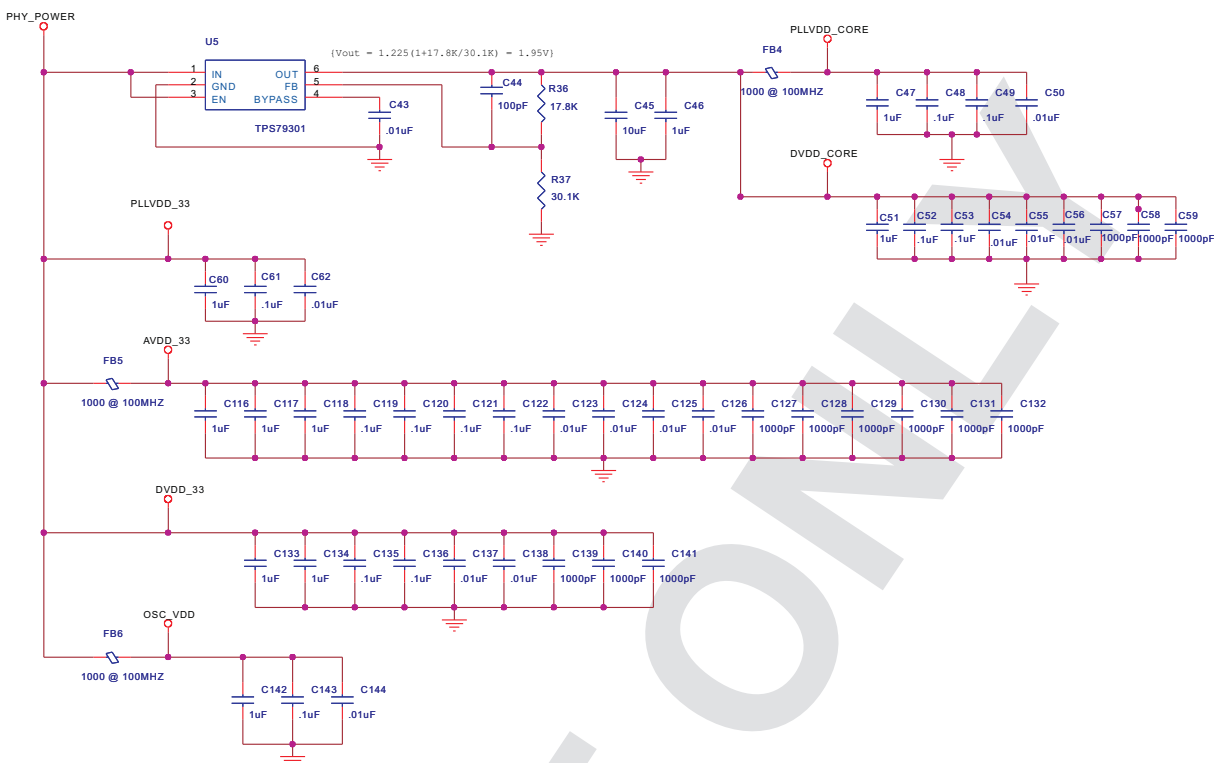 PHY_POWER
U5
{Vout = 1.225(1+17.8K/30.1K) = 1.95V}
1 IN OUT 6
2 GND FB 5
3 EN BYPASS 4
TPS79301
C43
.01uF
C44
100pF
R36
17.8K
R37
30.1K
C45
10uF
C46
1uF
FB4
1000 @ 100MHZ
PLLVDD_CORE
C47 C48 C49 C50
1uF .1uF .1uF .01uF
DVDD_CORE
C51 C52 C53 C54 C55 C56 C57 C58 C59
1uF .1uF .1uF .01uF .01uF .01uF 1000pF 1000pF 1000pF
PLLVDD_33
C60 C61 C62
1uF .1uF .01uF
AVDD_33
FB5
1000 @ 100MHZ
C116 C117 C118 C119 C120 C121 C122 C123 C124 C125 C126 C127 C128 C129 C130 C131 C132
1uF 1uF .1uF .1uF .1uF .1uF .1uF .01uF .01uF .01uF .01uF 1000pF 1000pF 1000pF 1000pF 1000pF 1000pF
DVDD_33
C133 C134 C135 C136 C137 C138 C139 C140 C141
1uF 1uF .1uF .1uF .01uF .01uF 1000pF 1000pF 1000pF
OSC_VDD
FB6
1000 @ 100MHZ
C142 C143 C144
1uF .1uF .01uF
ONLY